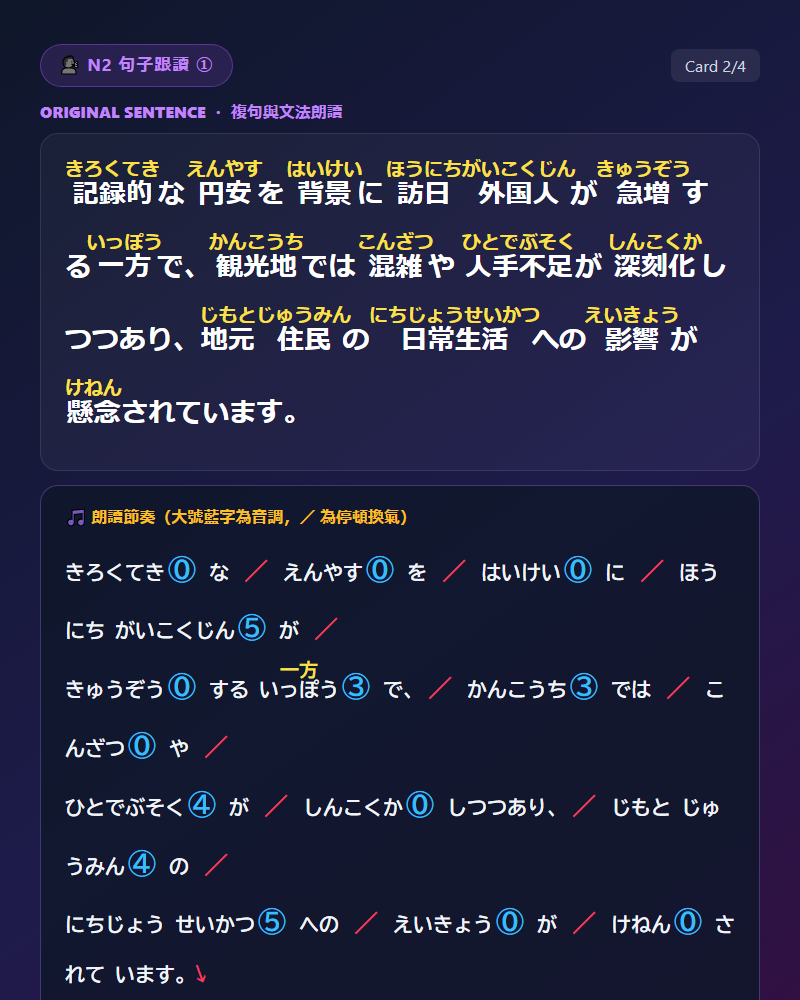 N2 句子跟讀 ①
Card 2/4
ORIGINAL SENTENCE · 複句與文法朗讀
きろくてき えんやす はいけい ほうにちがいこくじん きゅうぞう
記録的な 円安を 背景に 訪日 外国人 が 急増 す
いっぽう かんこうち こんざつ ひとでぶそく しんこくか
る一方で、観光地では 混雑や 人手不足が 深刻化し
じもとじゅうみん にちじょうせいかつ えいきょう
つつあり、地元 住民 の 日常生活 への 影響 が
けねん
懸念されています。
🎵 朗讀節奏（大號藍字為音調，／ 為停頓換氣）
きろくてき⓪ な ／ えんやす⓪ を ／ はいけい⓪ に ／ ほう
にち がいこくじん⑤ が ／
一方
きゅうぞう⓪ する いっぽう③ で、／ かんこうち③ では ／ こ
んざつ⓪ や ／
ひとでぶそく④ が ／ しんこくか⓪ しつつあり、／ じもと じゅ
うみん④ の ／
にちじょう せいかつ⑤ への ／ えいきょう⓪ が ／ けねん⓪ さ
れて います。↘